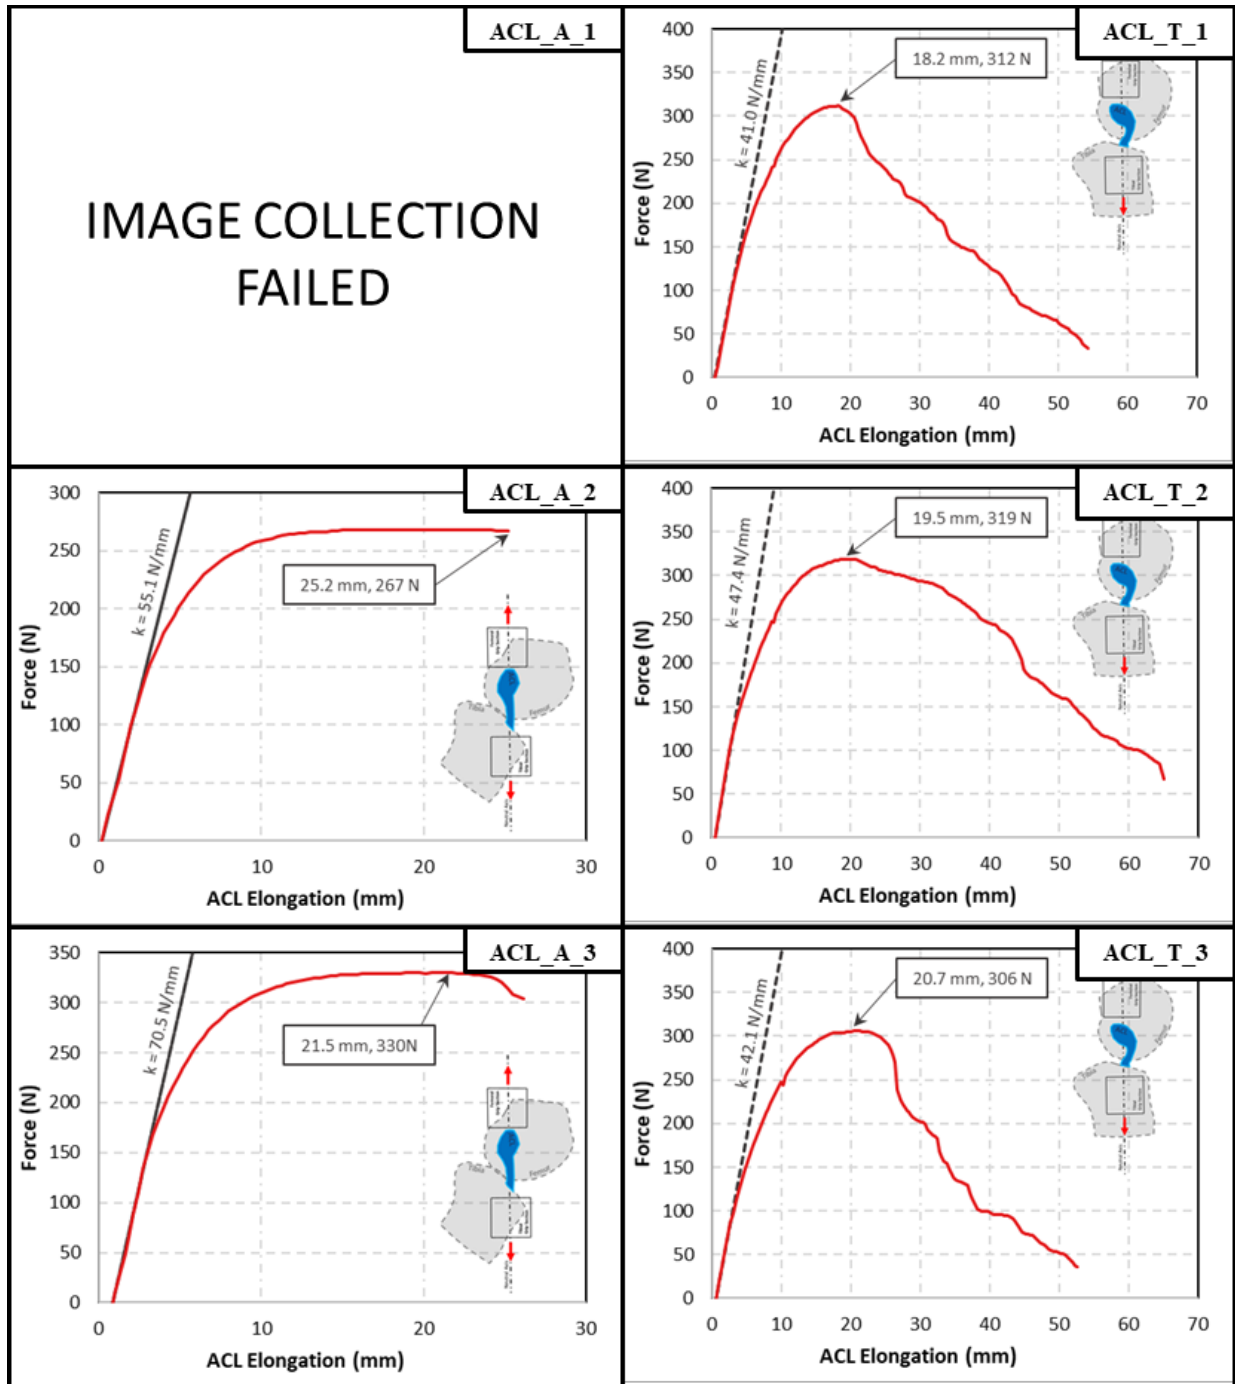 ACL_A_1
IMAGE COLLECTION
FAILED
ACL_T_1
400
350
300
250
200
150
100
50
0
Force (N)
k = 41.0 N/mm
18.2 mm, 312 N
0 10 20 30 40 50 60 70
ACL Elongation (mm)
ACL_A_2
300
250
200
150
100
50
0
Force (N)
k = 55.1 N/mm
25.2 mm, 267 N
Neutral Axis
0 10 20 30
ACL Elongation (mm)
ACL_T_2
400
350
300
250
200
150
100
50
0
Force (N)
k = 47.4 N/mm
19.5 mm, 319 N
0 10 20 30 40 50 60 70
ACL Elongation (mm)
ACL_A_3
350
300
250
200
150
100
50
0
Force (N)
k = 70.5 N/mm
21.5 mm, 330N
Neutral Axis
0 10 20 30
ACL Elongation (mm)
ACL_T_3
400
350
300
250
200
150
100
50
0
Force (N)
k = 42.1 N/mm
20.7 mm, 306 N
0 10 20 30 40 50 60 70
ACL Elongation (mm)